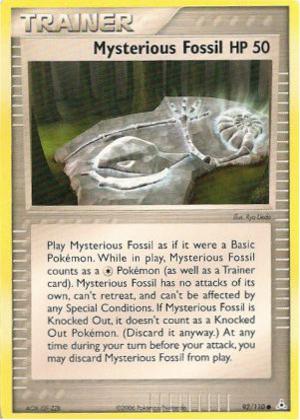 TRAINER
Mysterious Fossil HP 50
Illus. Ryo Ueda
Play Mysterious Fossil as if it were a Basic
Pokémon. While in play, Mysterious Fossil
counts as a Pokémon (as well as a Trainer
card). Mysterious Fossil has no attacks of its
own, can't retreat, and can't be affected by
any Special Conditions. If Mysterious Fossil is
Knocked Out, it doesn't count as a Knocked
Out Pokémon. (Discard it anyway.) At any
time during your turn before your attack, you
may discard Mysterious Fossil from play.
©2006 Pokémon
92/110